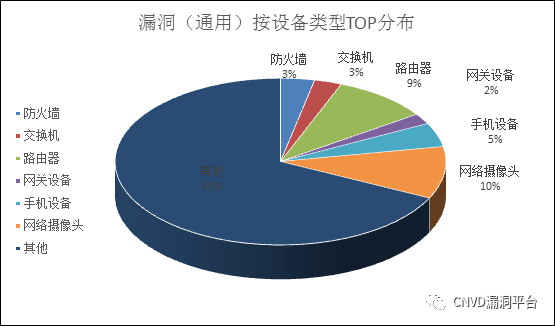 漏洞（通用）按设备类型TOP分布
防火墙
3%
交换机
3%
路由器
9%
网关设备
2%
手机设备
5%
网络摄像头
10%
其他
防火墙
交换机
路由器
网关设备
手机设备
网络摄像头
其他
CNVD漏洞平台